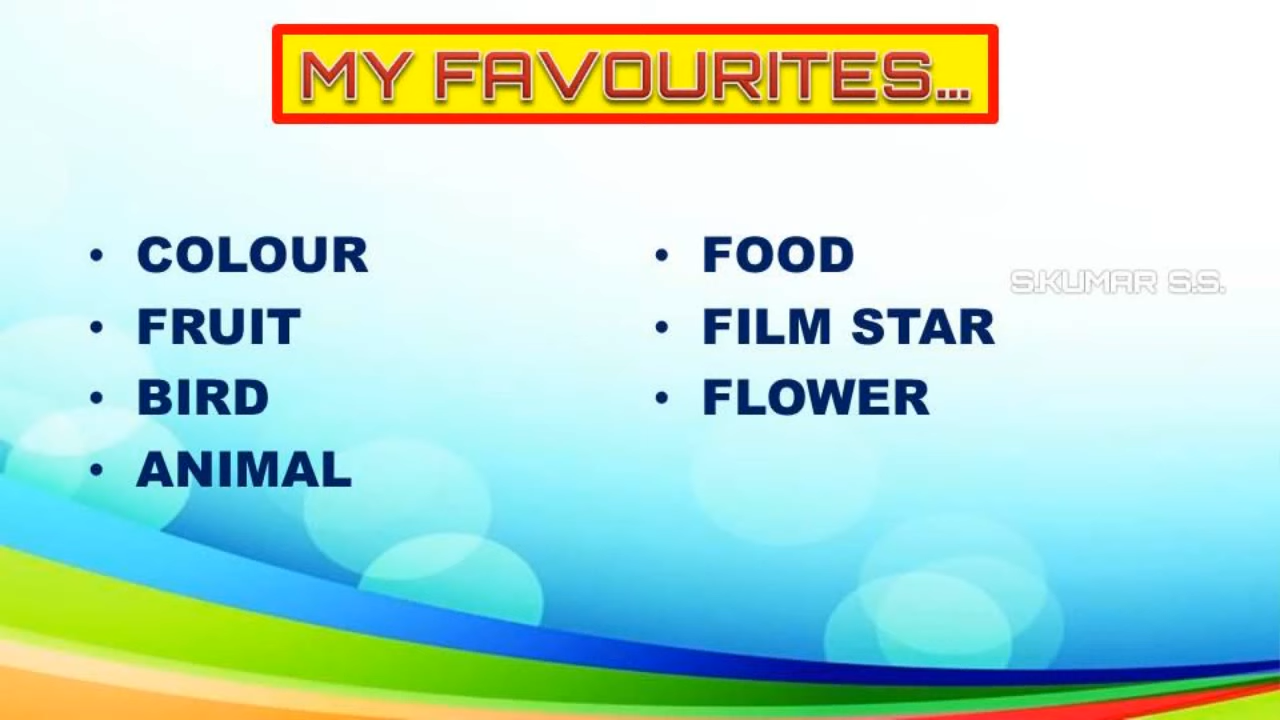 MY FAVOURITES...
• COLOUR
• FRUIT
• BIRD
• ANIMAL
• FOOD
• FILM STAR
• FLOWER
S.KUMAR S.S.